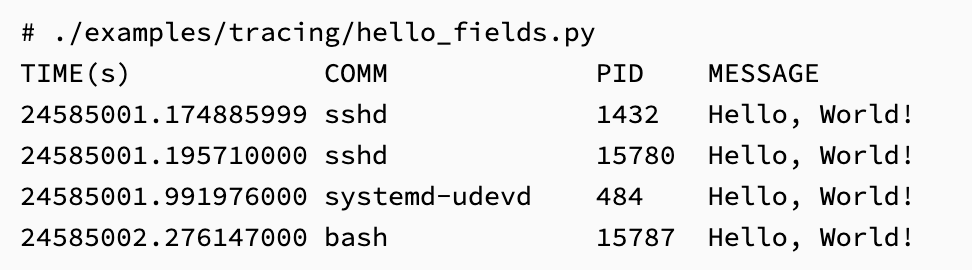 # ./examples/tracing/hello_fields.py
TIME(s)            COMM             PID    MESSAGE
24585001.174885999 sshd             1432   Hello, World!
24585001.195710000 sshd             15780  Hello, World!
24585001.991976000 systemd-udevd    484    Hello, World!
24585002.276147000 bash             15787  Hello, World!